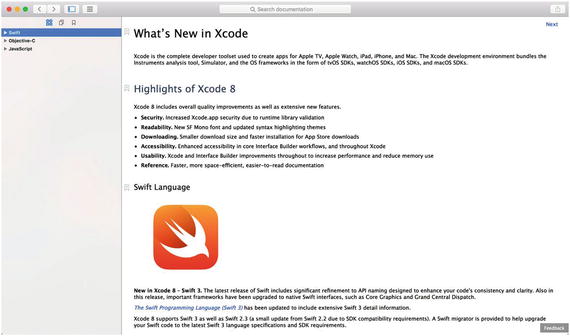 Search documentation
Next
Swift
Objective-C
JavaScript
What's New in Xcode
Xcode is the complete developer toolset used to create apps for Apple TV, Apple Watch, iPad, iPhone, and Mac. The Xcode development environment bundles the
Instruments analysis tool, Simulator, and the OS frameworks in the form of tvOS SDKs, watchOS SDKs, iOS SDKs, and macOS SDKs.
Highlights of Xcode 8
Xcode 8 includes overall quality improvements as well as extensive new features.
• Security. Increased Xcode.app security due to runtime library validation
• Readability. New SF Mono font and updated syntax highlighting themes
• Downloading. Smaller download size and faster installation for App Store downloads
• Accessibility. Enhanced accessibility in core Interface Builder workflows, and throughout Xcode
• Usability. Xcode and Interface Builder improvements throughout to increase performance and reduce memory use
• Reference. Faster, more space-efficient, easier-to-read documentation
Swift Language
New in Xcode 8 – Swift 3. The latest release of Swift includes significant refinement to API naming designed to enhance your code's consistency and clarity. Also in
this release, important frameworks have been upgraded to native Swift interfaces, such as Core Graphics and Grand Central Dispatch.
The Swift Programming Language (Swift 3) has been updated to include extensive Swift 3 detail information.
Xcode 8 supports Swift 3 as well as Swift 2.3 (a small update from Swift 2.2 due to SDK compatibility requirements). A Swift migrator is provided to help upgrade
your Swift code to the latest Swift 3 language specifications and SDK requirements.
Feedback